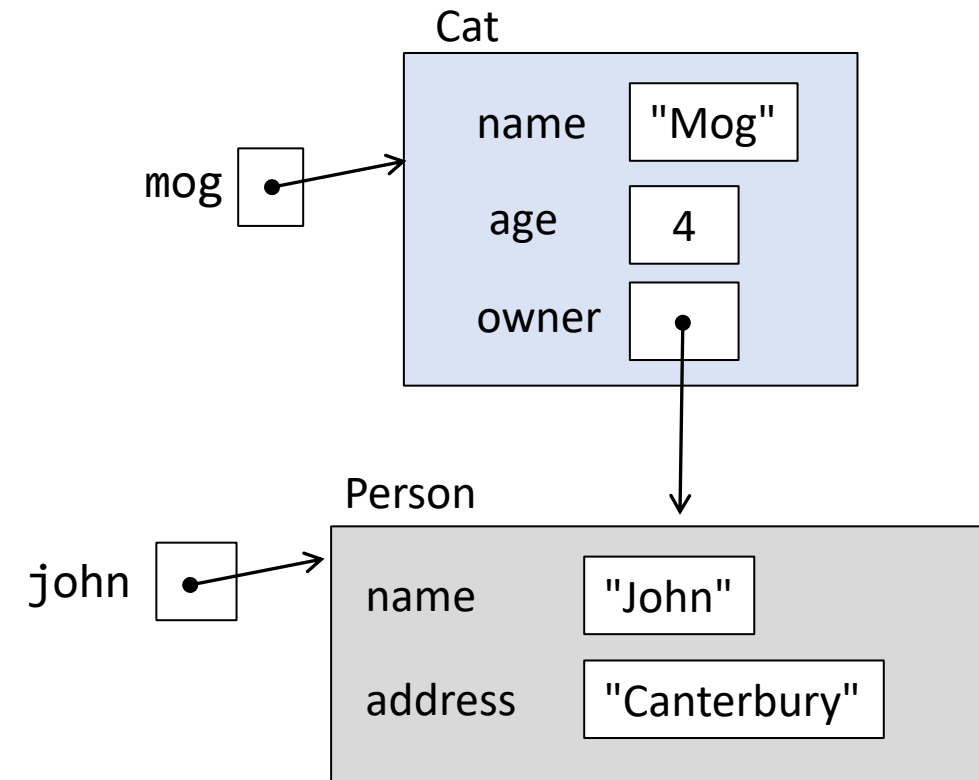 Cat
name "Mog"
mog
age 4
owner
Person
john
name "John"
address "Canterbury"